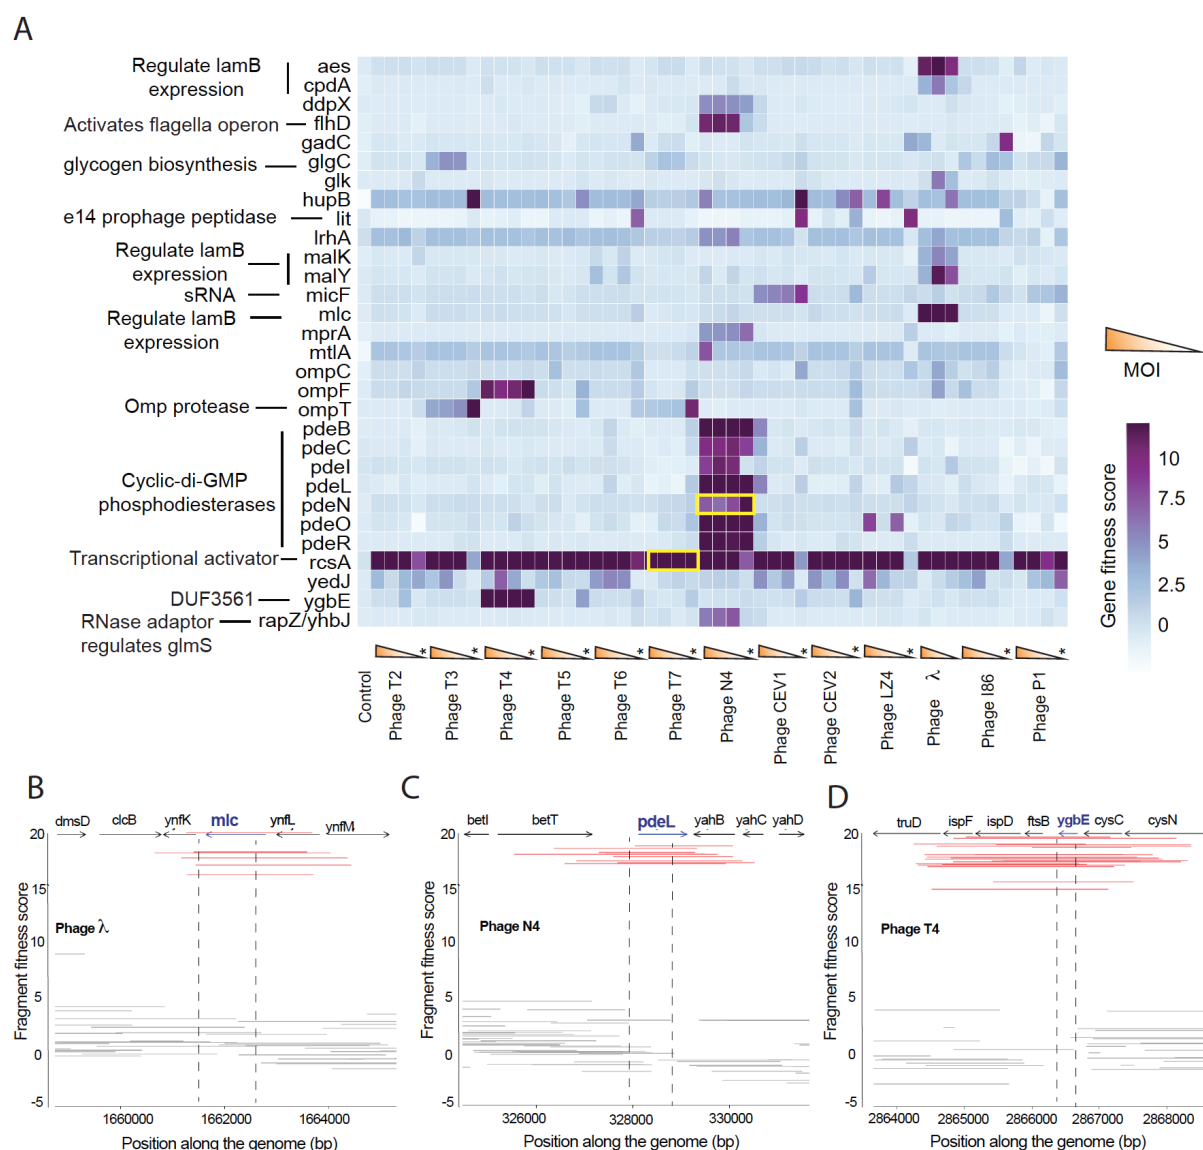 A
Regulate lamB
expression
Activates flagella operon
glycogen biosynthesis
e14 prophage peptidase
Regulate lamB
expression
sRNA
Regulate lamB
expression
Omp protease
Cyclic-di-GMP
phosphodiesterases
Transcriptional activator
DUF3561
RNase adaptor
regulates glmS
aes
cpdA
ddpX
flhD
gadC
glgC
glk
hupB
lit
lrhA
malK
malY
micF
mlc
mprA
mtlA
ompC
ompF
ompT
pdeB
pdeC
pdeI
pdeL
pdeN
pdeO
pdeR
rcsA
yedJ
ygbE
rapZ/yhbJ
* * * * * * * * * *
Control
Phage T2
Phage T3
Phage T4
Phage T5
Phage T6
Phage T7
Phage N4
Phage CEV1
Phage CEV2
Phage LZ4
Phage λ
Phage I86
Phage P1
MOI
Gene fitness score
10
7.5
5
2.5
0
B
dmsD clcB ynfK mlc ynfL ynfM
20
15
10
5
0
-5
Fragment fitness score
Phage λ
1660000 1662000 1664000
Position along the genome (bp)
C
betI betT pdeL yahB yahC yahD
20
15
10
5
0
-5
Fragment fitness score
Phage N4
326000 328000 330000
Position along the genome (bp)
D
truD ispF ispD ftsB ygbE cysC cysN
20
15
10
5
0
-5
Fragment fitness score
Phage T4
2864000 2865000 2866000 2867000 2868000
Position along the genome (bp)